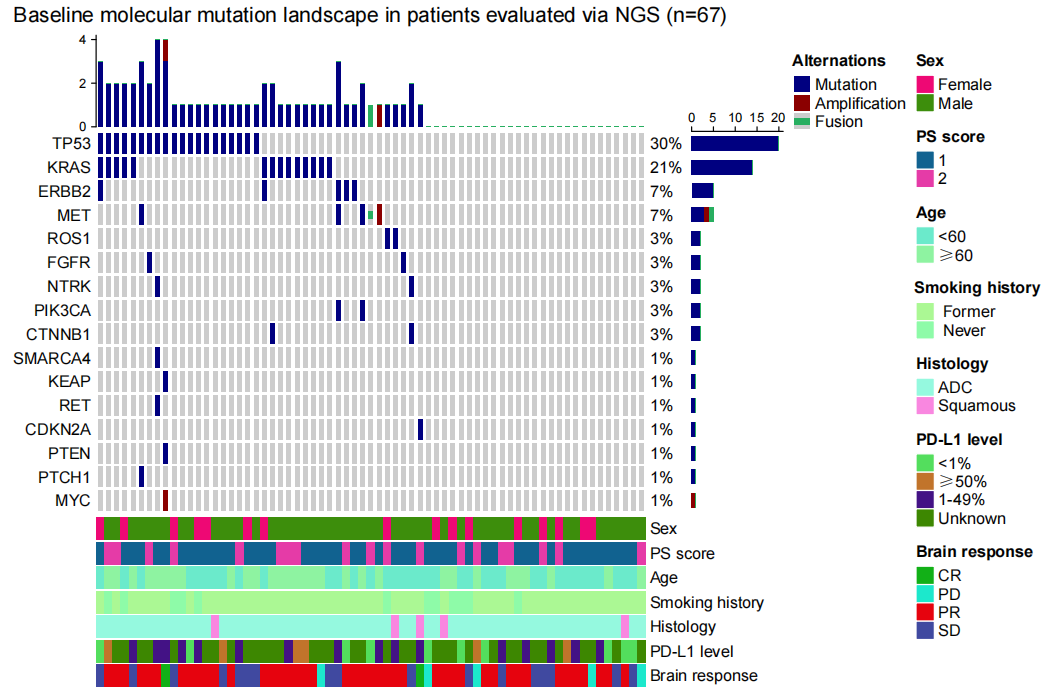 Baseline molecular mutation landscape in patients evaluated via NGS (n=67)
4
2
0
0 5 10 15 20
TP53 30%
KRAS 21%
ERBB2 7%
MET 7%
ROS1 3%
FGFR 3%
NTRK 3%
PIK3CA 3%
CTNNB1 3%
SMARCA4 1%
KEAP 1%
RET 1%
CDKN2A 1%
PTEN 1%
PTCH1 1%
MYC 1%
Sex
PS score
Age
Smoking history
Histology
PD-L1 level
Brain response
Alternations
Mutation
Amplification
Fusion
Sex
Female
Male
PS score
1
2
Age
<60
≥60
Smoking history
Former
Never
Histology
ADC
Squamous
PD-L1 level
<1%
≥50%
1-49%
Unknown
Brain response
CR
PD
PR
SD